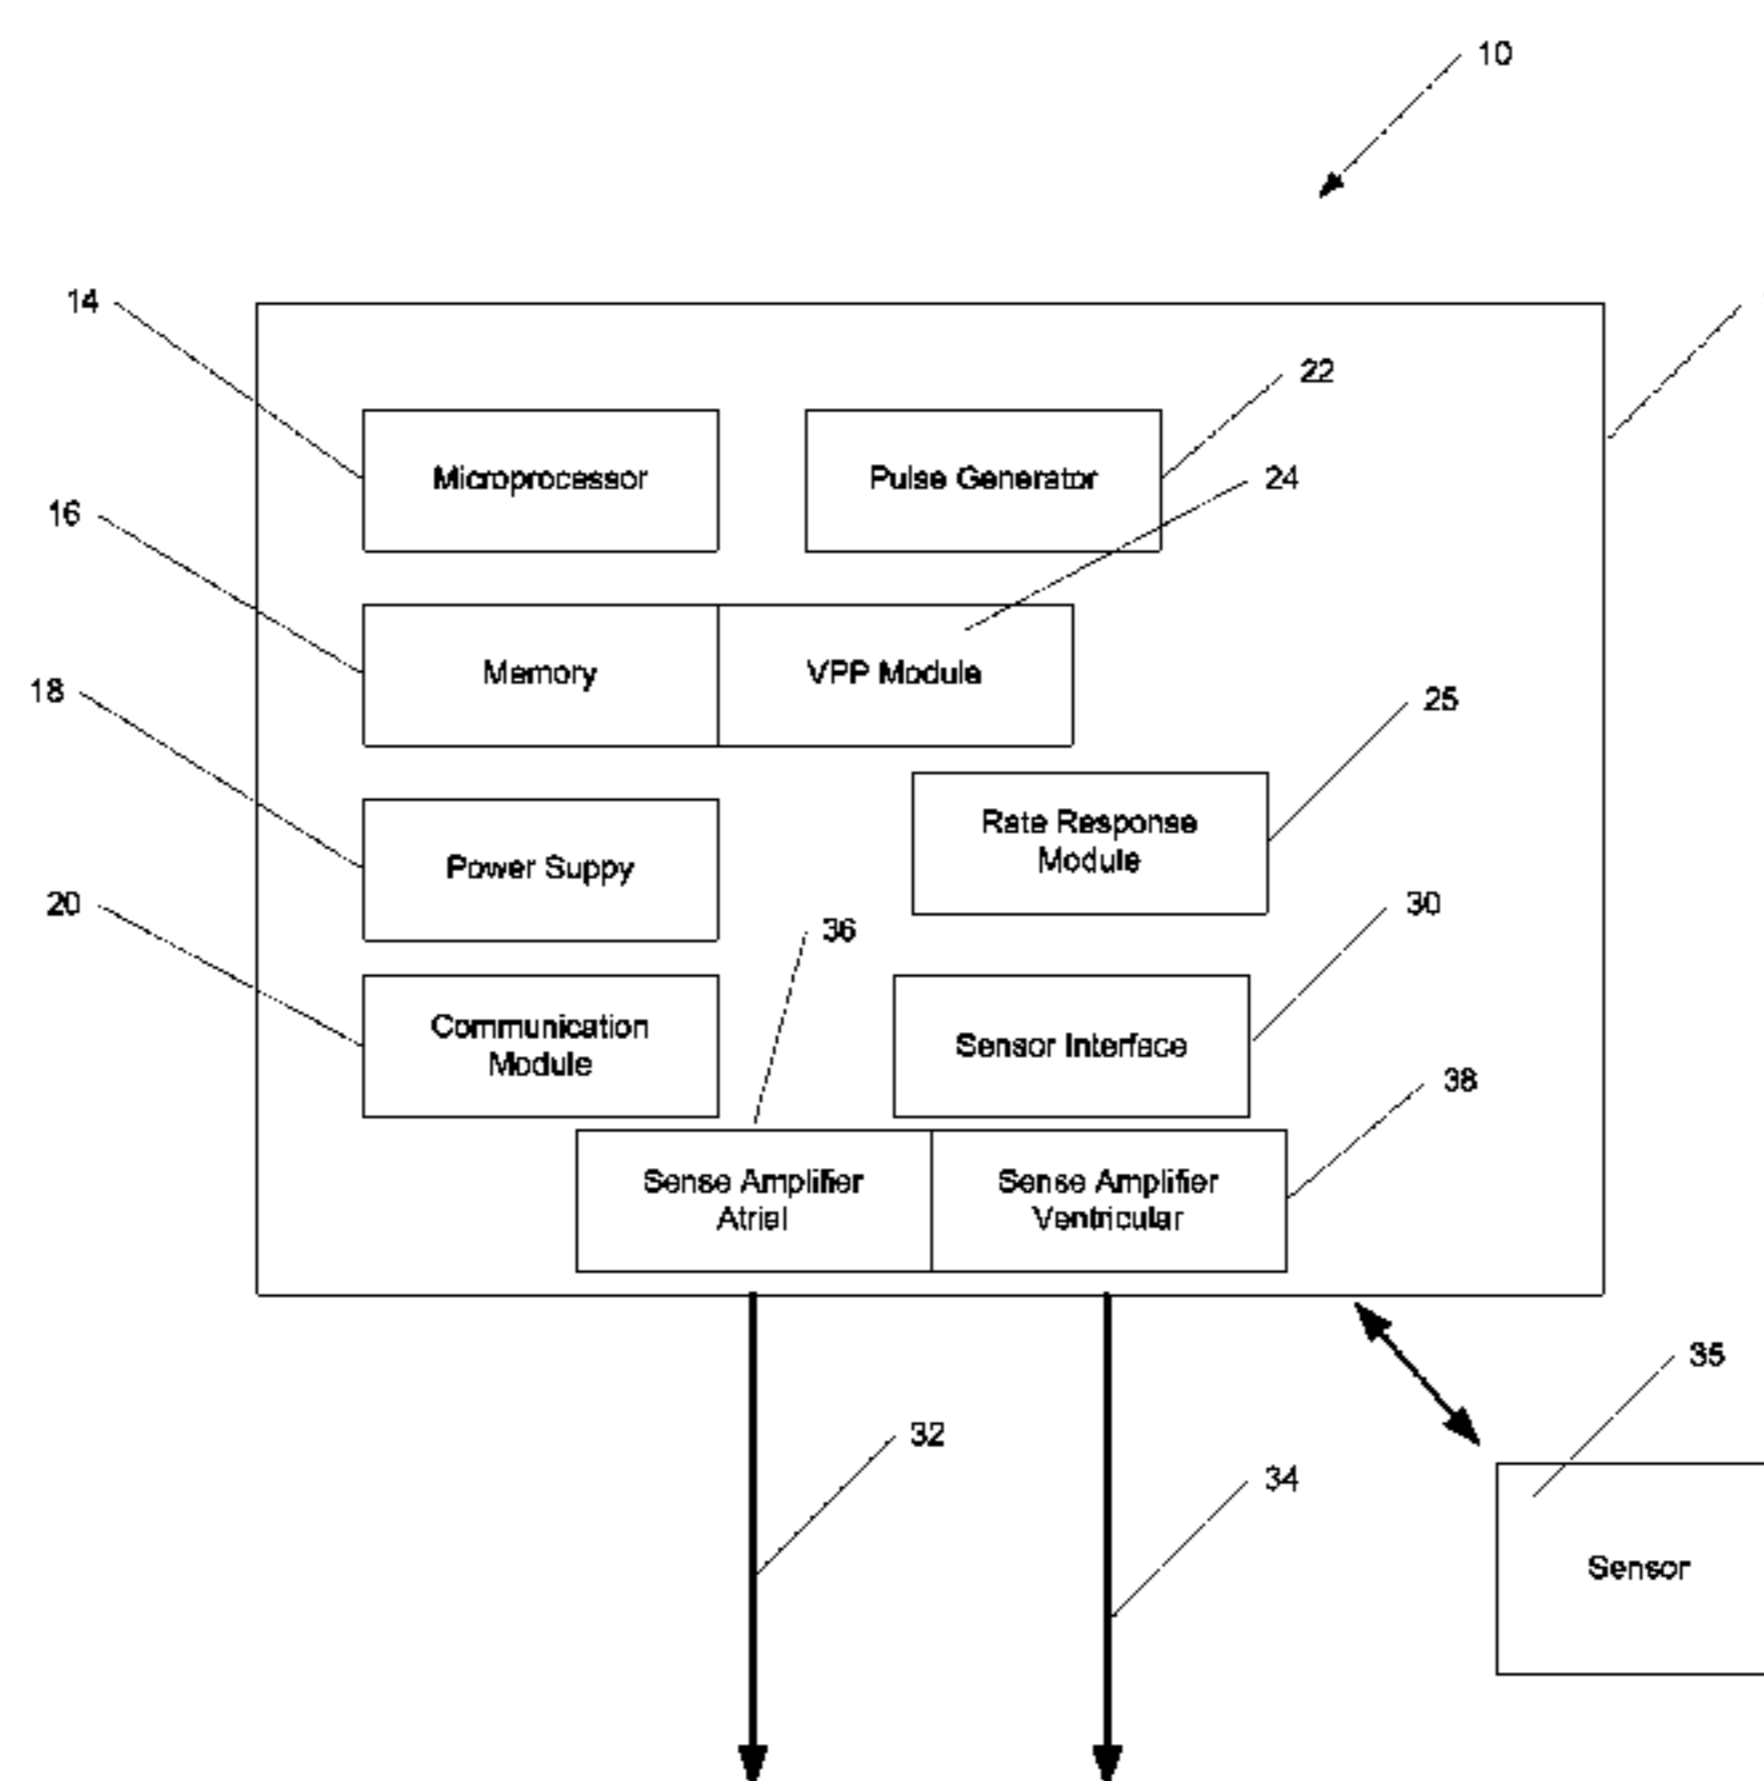 10
14
22
Microprocessor
Pulse Generator
24
16
Memory
VPP Module
18
25
Rate Response
Module
Power Suppy
20
30
36
Communication
Module
Sensor Interface
38
Sense Amplifier
Atrial
Sense Amplifier
Ventricular
35
32
34
Sensor